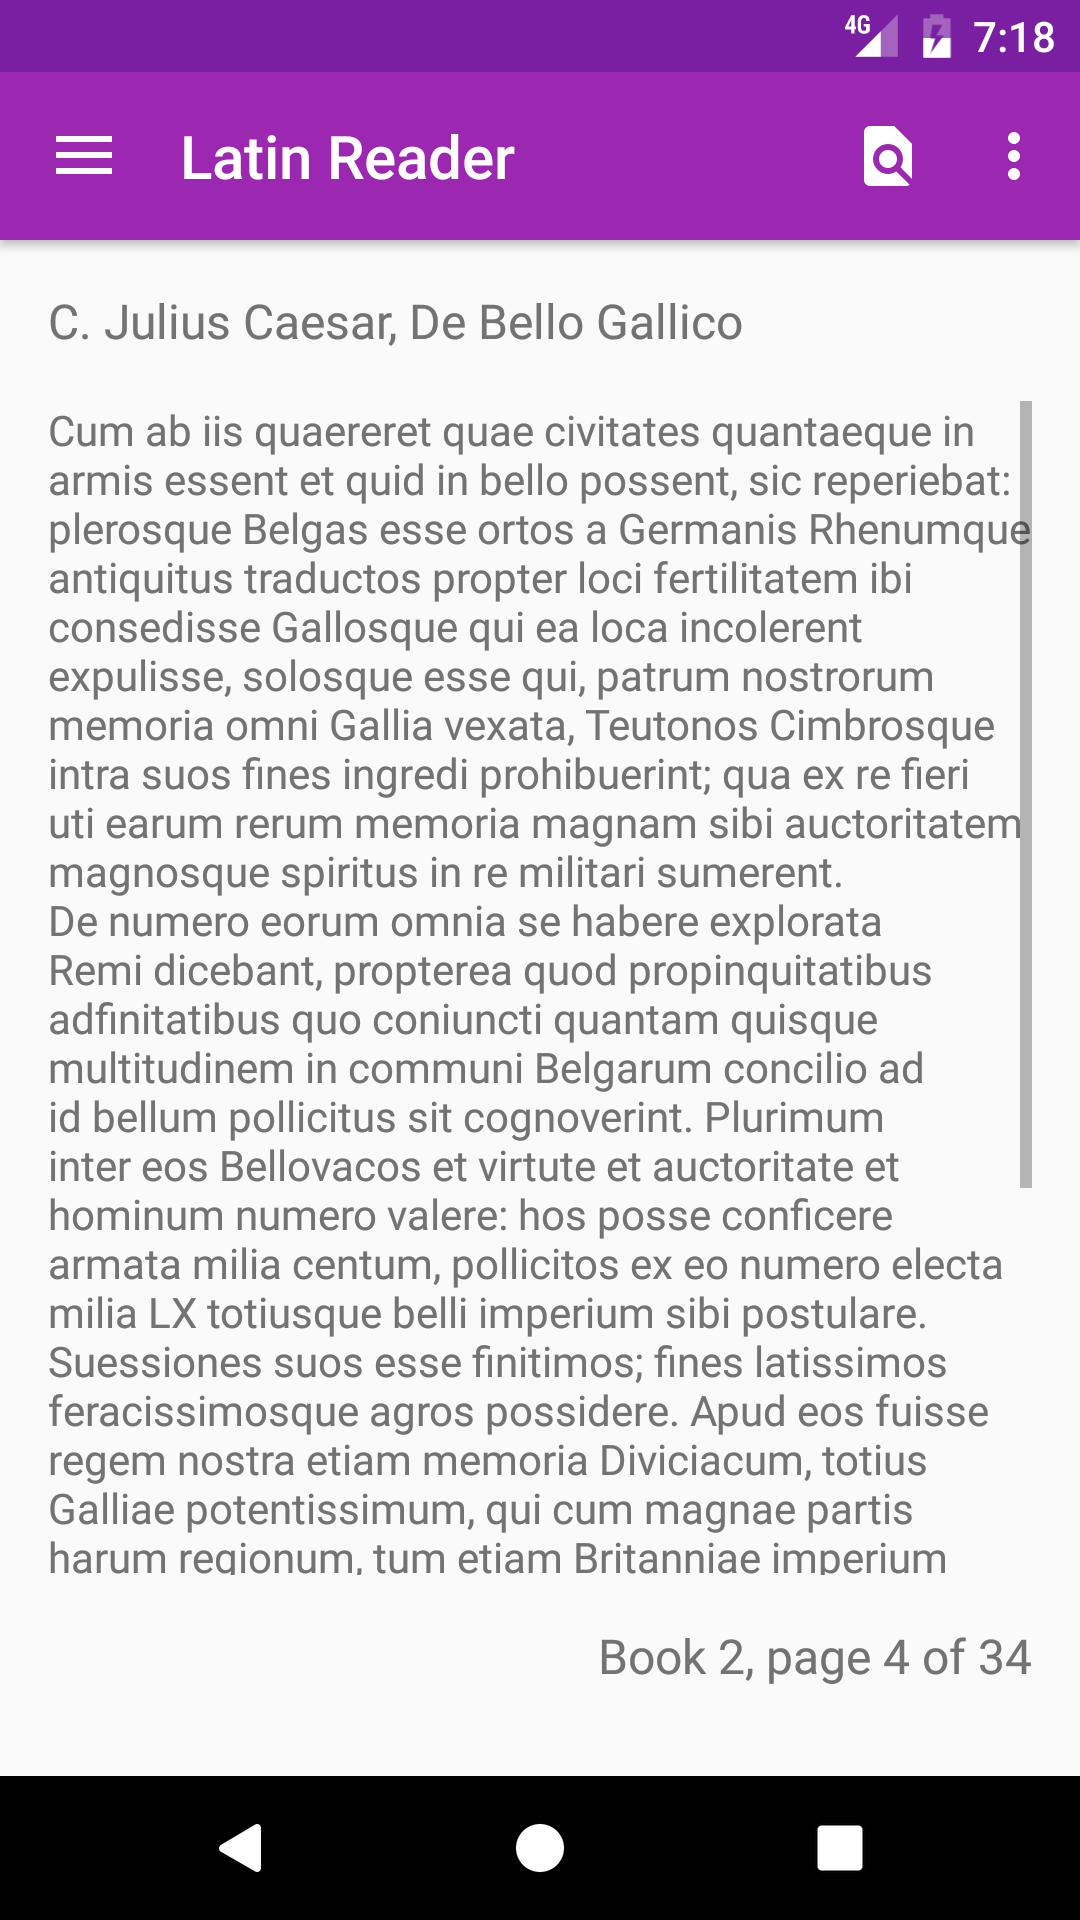 4G 7:18
Latin Reader
C. Julius Caesar, De Bello Gallico
Cum ab iis quaereret quae civitates quantaeque in
armis essent et quid in bello possent, sic reperiebat:
plerosque Belgas esse ortos a Germanis Rhenumque
antiquitus traductos propter loci fertilitatem ibi
consedisse Gallosque qui ea loca incolerent
expulisse, solosque esse qui, patrum nostrorum
memoria omni Gallia vexata, Teutonos Cimbrosque
intra suos fines ingredi prohibuerint; qua ex re fieri
uti earum rerum memoria magnam sibi auctoritatem
magnosque spiritus in re militari sumerent.
De numero eorum omnia se habere explorata
Remi dicebant, propterea quod propinquitatibus
adfinitatibus quo coniuncti quantam quisque
multitudinem in communi Belgarum concilio ad
id bellum pollicitus sit cognoverint. Plurimum
inter eos Bellovacos et virtute et auctoritate et
hominum numero valere: hos posse conficere
armata milia centum, pollicitos ex eo numero electa
milia LX totiusque belli imperium sibi postulare.
Suessiones suos esse finitimos; fines latissimos
feracissimosque agros possidere. Apud eos fuisse
regem nostra etiam memoria Diviciacum, totius
Galliae potentissimum, qui cum magnae partis
harum regionum, tum etiam Britanniae imperium
Book 2, page 4 of 34